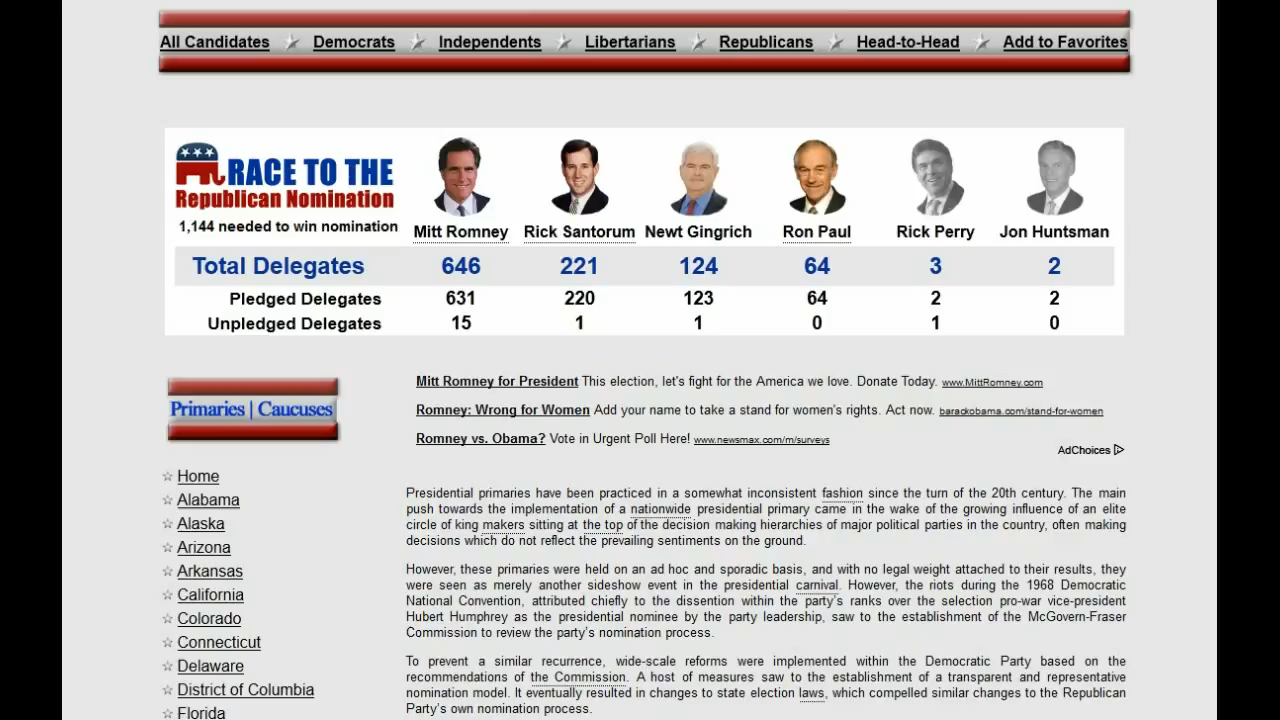 All Candidates Democrats Independents Libertarians Republicans Head-to-Head Add to Favorites
RACE TO THE
Republican Nomination
1,144 needed to win nomination
Mitt Romney Rick Santorum Newt Gingrich Ron Paul Rick Perry Jon Huntsman
Total Delegates 646 221 124 64 3 2
Pledged Delegates 631 220 123 64 2 2
Unpledged Delegates 15 1 1 0 1 0
Primaries | Caucuses
Home
Alabama
Alaska
Arizona
Arkansas
California
Colorado
Connecticut
Delaware
District of Columbia
Florida
Mitt Romney for President This election, let's fight for the America we love. Donate Today. www.MittRomney.com
Romney: Wrong for Women Add your name to take a stand for women's rights. Act now. barackobama.com/stand-for-women
Romney vs. Obama? Vote in Urgent Poll Here! www.newsmax.com/m/surveys
AdChoices
Presidential primaries have been practiced in a somewhat inconsistent fashion since the turn of the 20th century. The main
push towards the implementation of a nationwide presidential primary came in the wake of the growing influence of an elite
circle of king makers sitting at the top of the decision making hierarchies of major political parties in the country, often making
decisions which do not reflect the prevailing sentiments on the ground.
However, these primaries were held on an ad hoc and sporadic basis, and with no legal weight attached to their results, they
were seen as merely another sideshow event in the presidential carnival. However, the riots during the 1968 Democratic
National Convention, attributed chiefly to the dissention within the party's ranks over the selection pro-war vice-president
Hubert Humphrey as the presidential nominee by the party leadership, saw to the establishment of the McGovern-Fraser
Commission to review the party's nomination process.
To prevent a similar recurrence, wide-scale reforms were implemented within the Democratic Party based on the
recommendations of the Commission. A host of measures saw to the establishment of a transparent and representative
nomination model. It eventually resulted in changes to state election laws, which compelled similar changes to the Republican
Party's own nomination process.